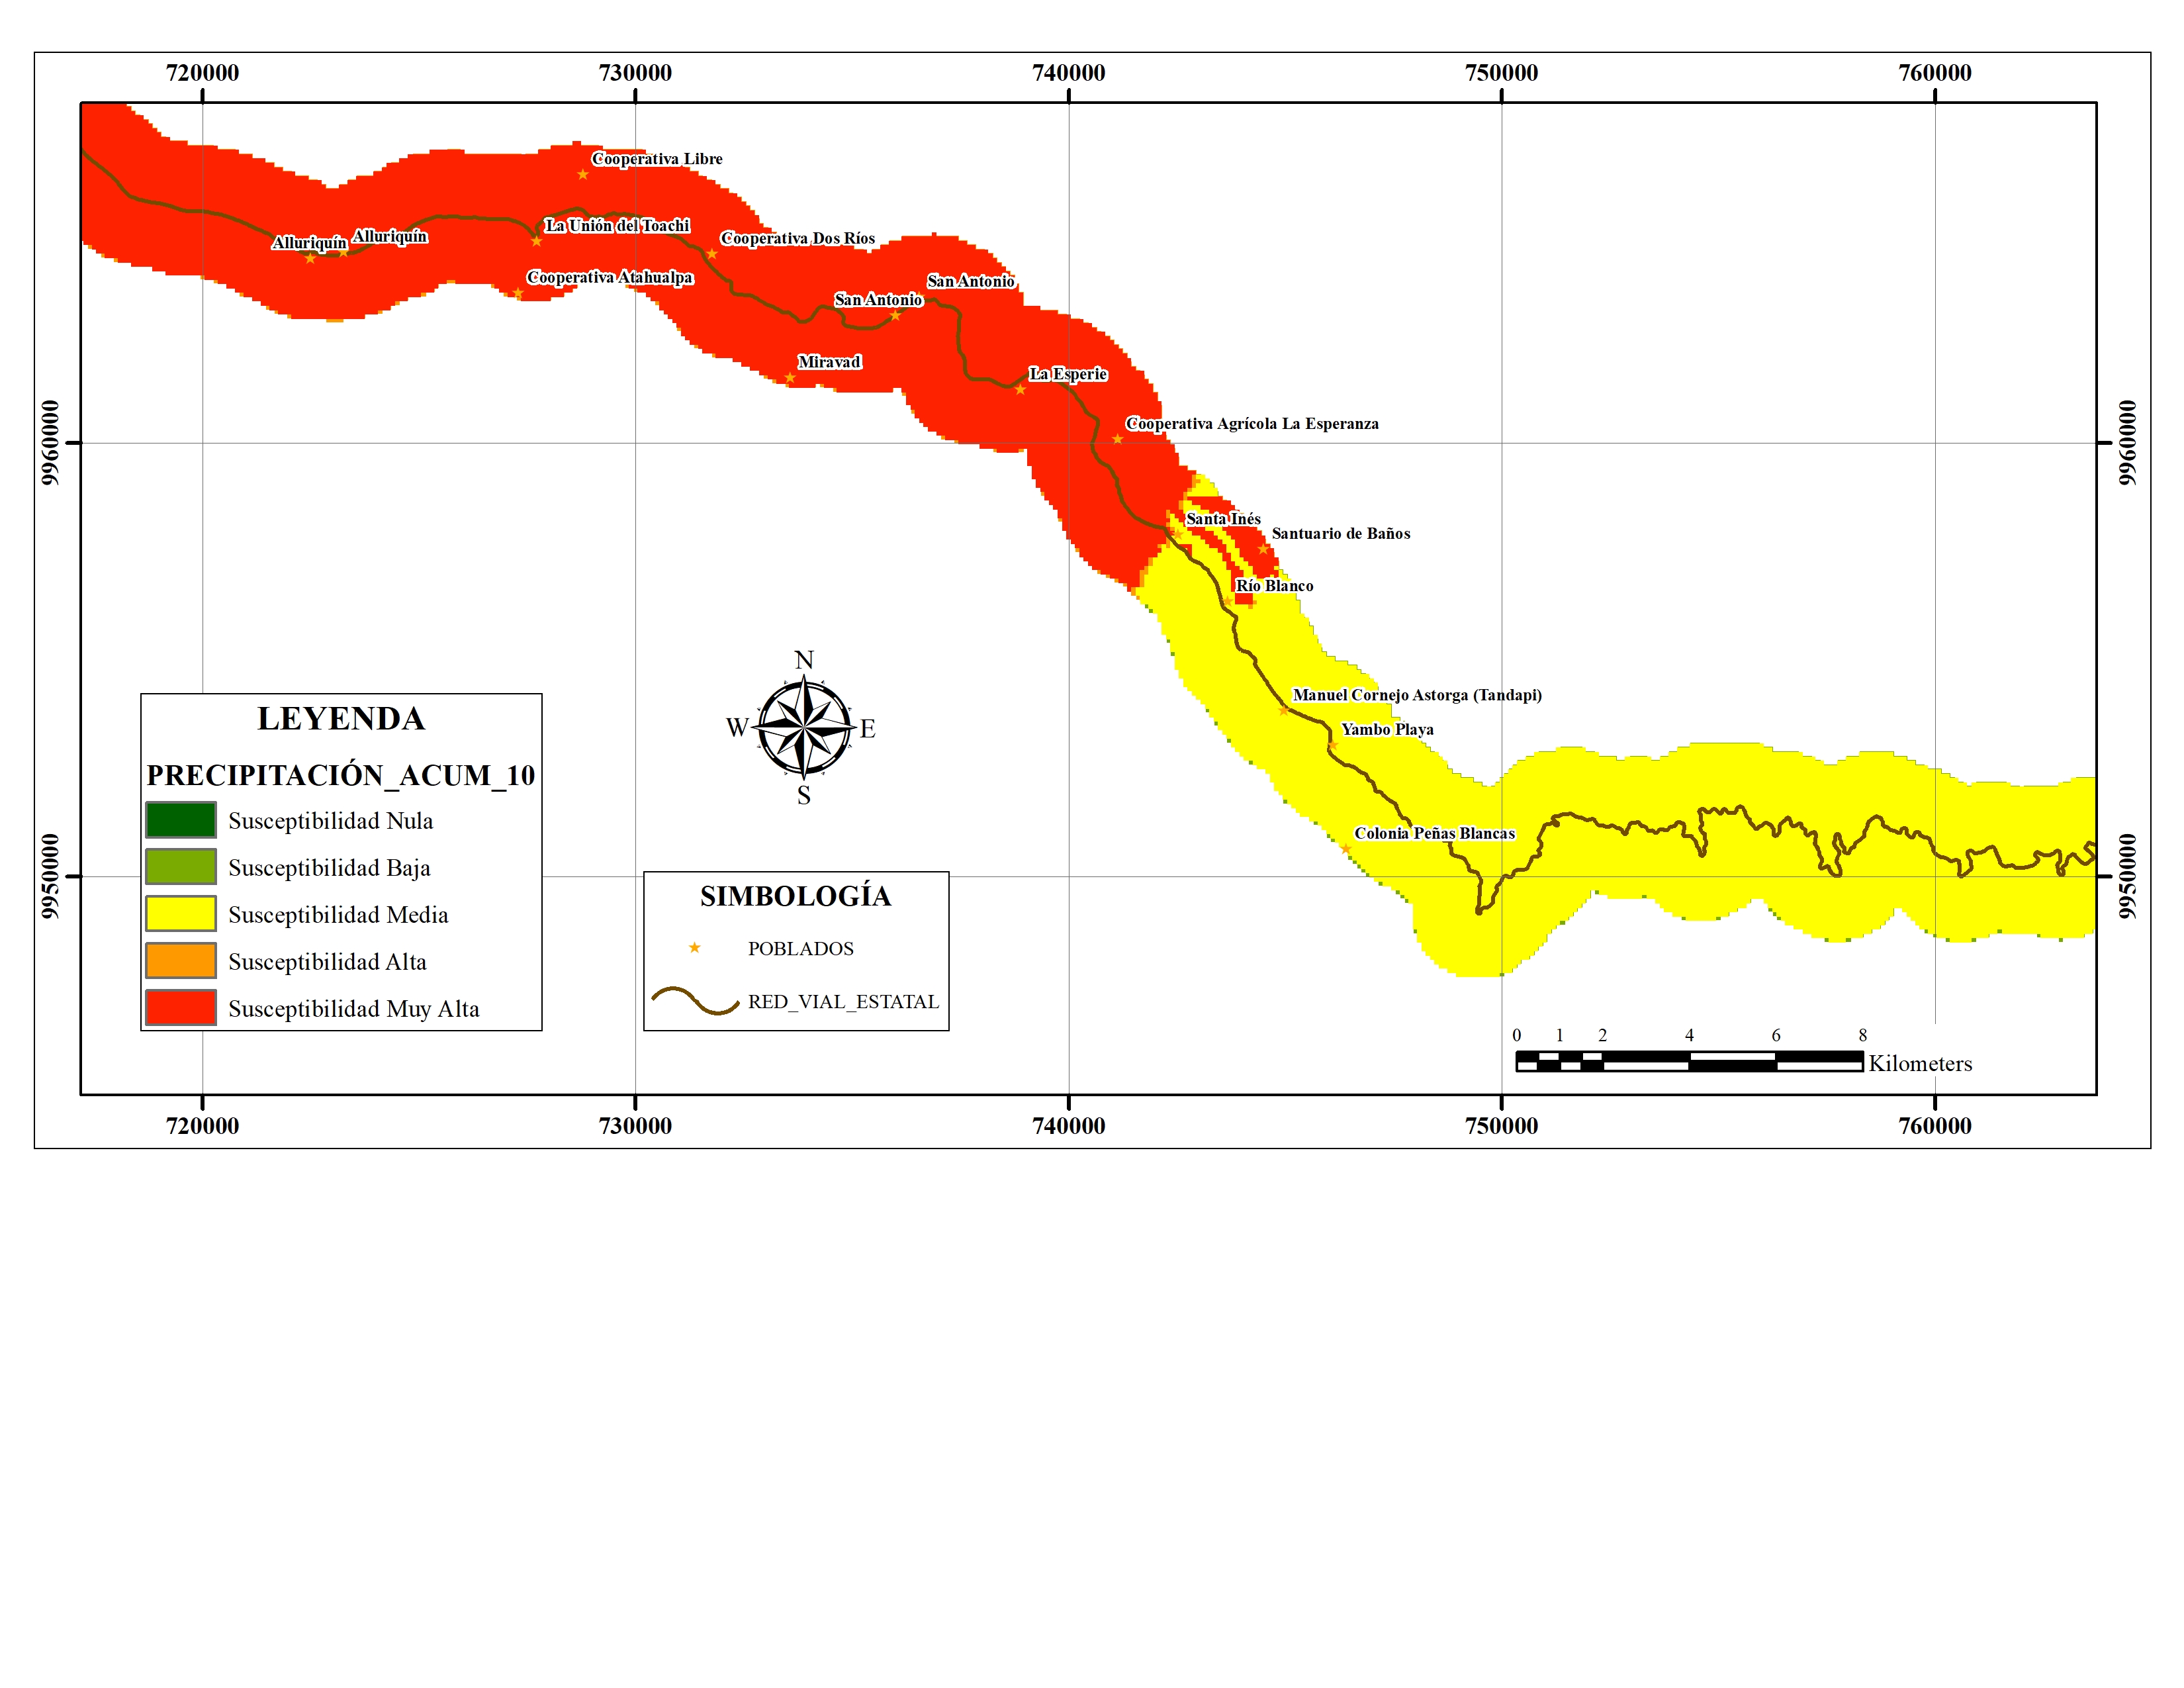 720000
730000
740000
750000
760000
Cooperativa Libre
La Unión del Toachi
Alluriquín
Alluriquín
Cooperativa Dos Ríos
Cooperativa Atahualpa
San Antonio
San Antonio
Miravad
La Esperie
Cooperativa Agrícola La Esperanza
9960000
9960000
Santa Inés
Santuario de Baños
Río Blanco
Manuel Cornejo Astorga (Tandapi)
Yambo Playa
Colonia Peñas Blancas
N
W
E
S
LEYENDA
PRECIPITACIÓN_ACUM_10
Susceptibilidad Nula
Susceptibilidad Baja
Susceptibilidad Media
Susceptibilidad Alta
Susceptibilidad Muy Alta
9950000
9950000
SIMBOLOGÍA
POBLADOS
RED_VIAL_ESTATAL
0 1 2 4 6 8
Kilometers
720000
730000
740000
750000
760000